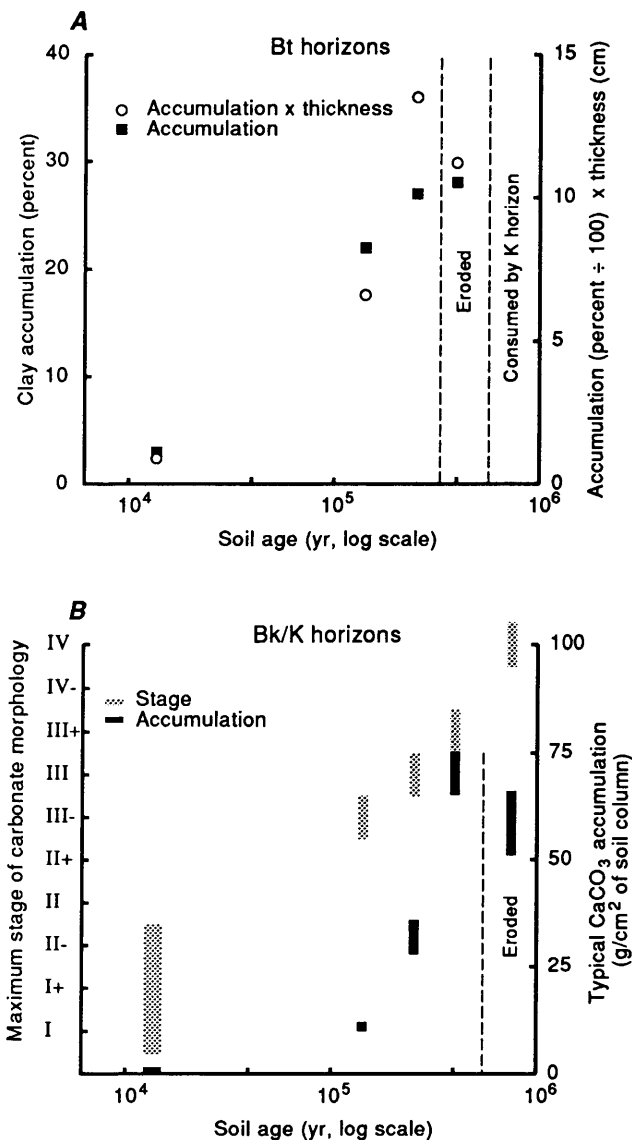 A
Bt horizons
40
30
20
10
0
Clay accumulation (percent)
Accumulation x thickness
Accumulation
Eroded
Consumed by K horizon
15
10
5
0
Accumulation (percent ÷ 100) x thickness (cm)
10⁴
10⁵
10⁶
Soil age (yr, log scale)
B
Bk/K horizons
IV
IV-
III+
III
III-
II+
II
II-
I+
I
Maximum stage of carbonate morphology
Stage
Accumulation
Eroded
100
75
50
25
0
Typical CaCO₃ accumulation
(g/cm² of soil column)
10⁴
10⁵
10⁶
Soil age (yr, log scale)